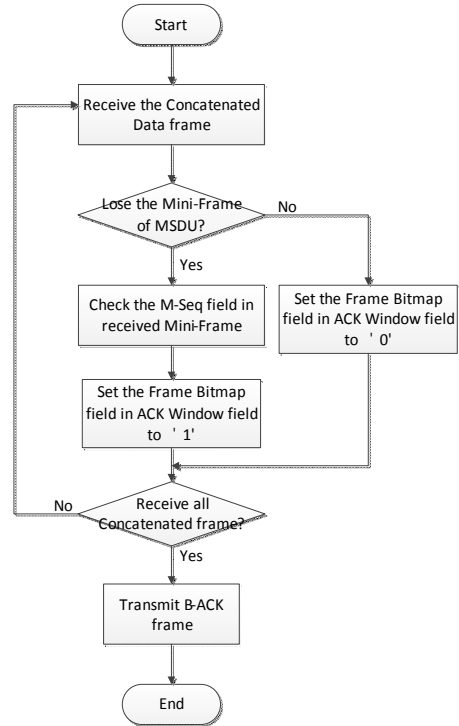 Start
Receive the Concatenated
Data frame
Lose the Mini-Frame
of MSDU?
No
Yes
Check the M-Seq field in
received Mini-Frame
Set the Frame Bitmap
field in ACK Window field
to ' 0'
Set the Frame Bitmap
field in ACK Window field
to ' 1'
No
Receive all
Concatenated frame?
Yes
Transmit B-ACK
frame
End